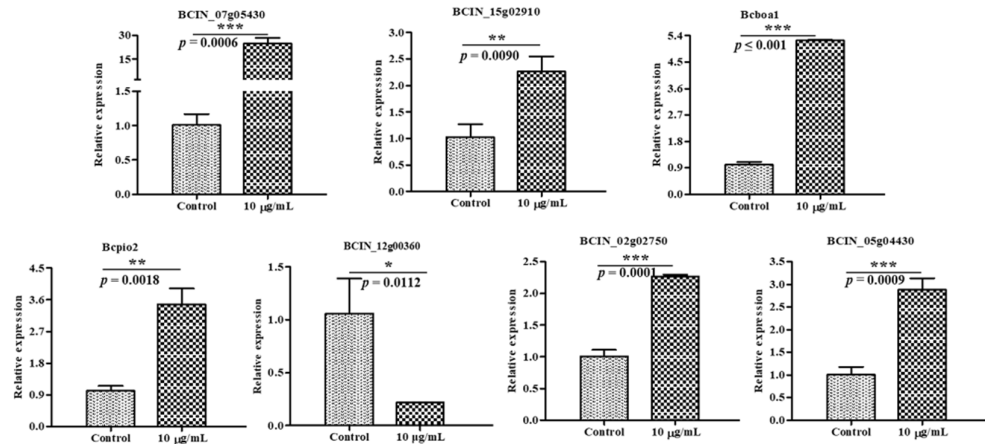 BCIN_07g05430
***
p = 0.0006
Relative expression
30
15
1.5
1.0
0.5
0.0
Control
10 μg/mL
BCIN_15g02910
**
p = 0.0090
Relative expression
3.0
2.5
2.0
1.5
1.0
0.5
0.0
Control
10 μg/mL
Bcboa1
***
p ≤ 0.001
Relative expression
5.4
4.5
3.6
2.7
1.8
0.9
0.0
Control
10 μg/mL
Bcpio2
**
p = 0.0018
Relative expression
4.5
3.6
2.7
1.8
0.9
0.0
Control
10 μg/mL
BCIN_12g00360
*
p = 0.0112
Relative expression
1.5
1.0
0.5
0.0
Control
10 μg/mL
BCIN_02g02750
***
p = 0.0001
Relative expression
2.5
2.0
1.5
1.0
0.5
0.0
Control
10 μg/mL
BCIN_05g04430
***
p = 0.0009
Relative expression
3.5
3.0
2.5
2.0
1.5
1.0
0.5
0.0
Control
10 μg/mL